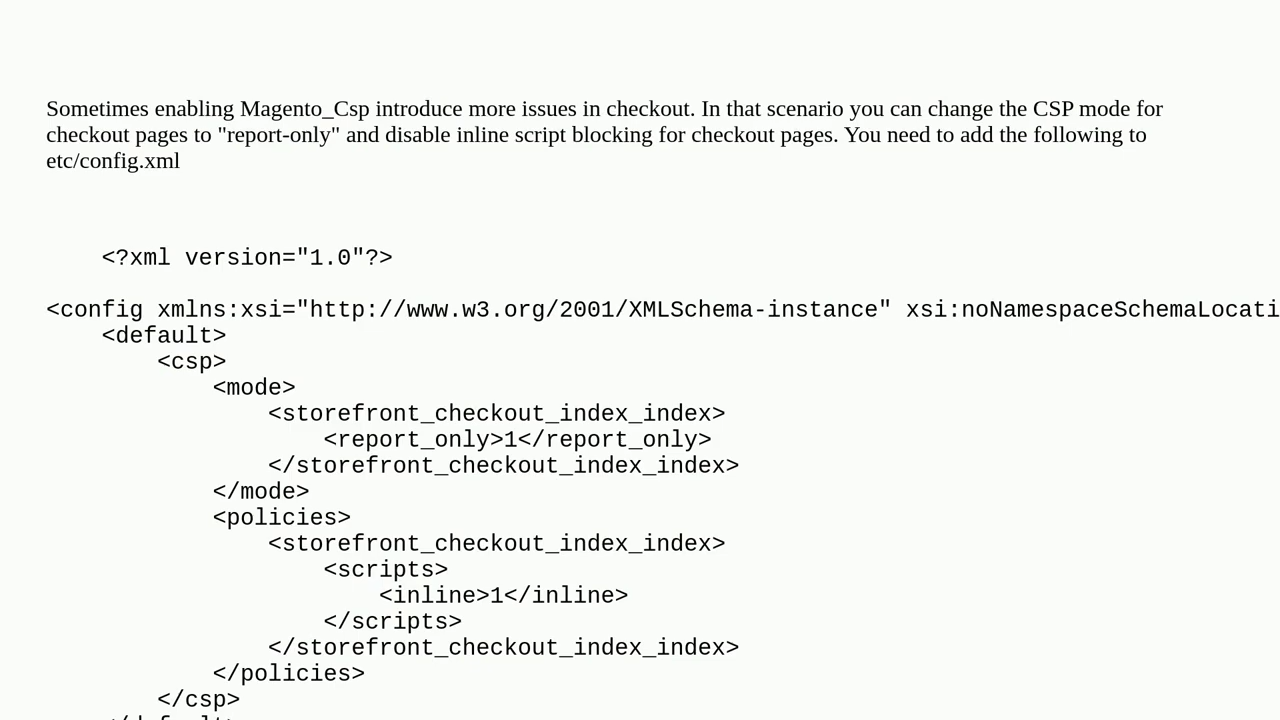 Sometimes enabling Magento_Csp introduce more issues in checkout. In that scenario you can change the CSP mode for
checkout pages to "report-only" and disable inline script blocking for checkout pages. You need to add the following to
etc/config.xml
<?xml version="1.0"?>
<config xmlns:xsi="http://www.w3.org/2001/XMLSchema-instance" xsi:noNamespaceSchemaLocati
<default>
<csp>
<mode>
<storefront_checkout_index_index>
<report_only>1</report_only>
</storefront_checkout_index_index>
</mode>
<policies>
<storefront_checkout_index_index>
<scripts>
<inline>1</inline>
</scripts>
</storefront_checkout_index_index>
</policies>
</csp>
</default>